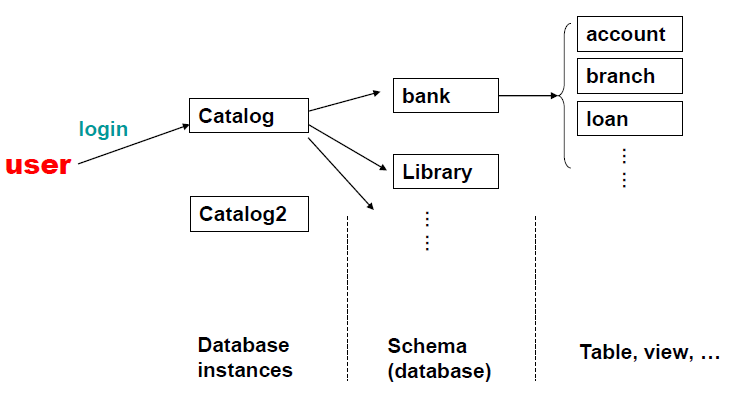 user
login
Catalog
Catalog2
bank
Library
⋮
account
branch
loan
⋮
Database
instances
Schema
(database)
Table, view, …